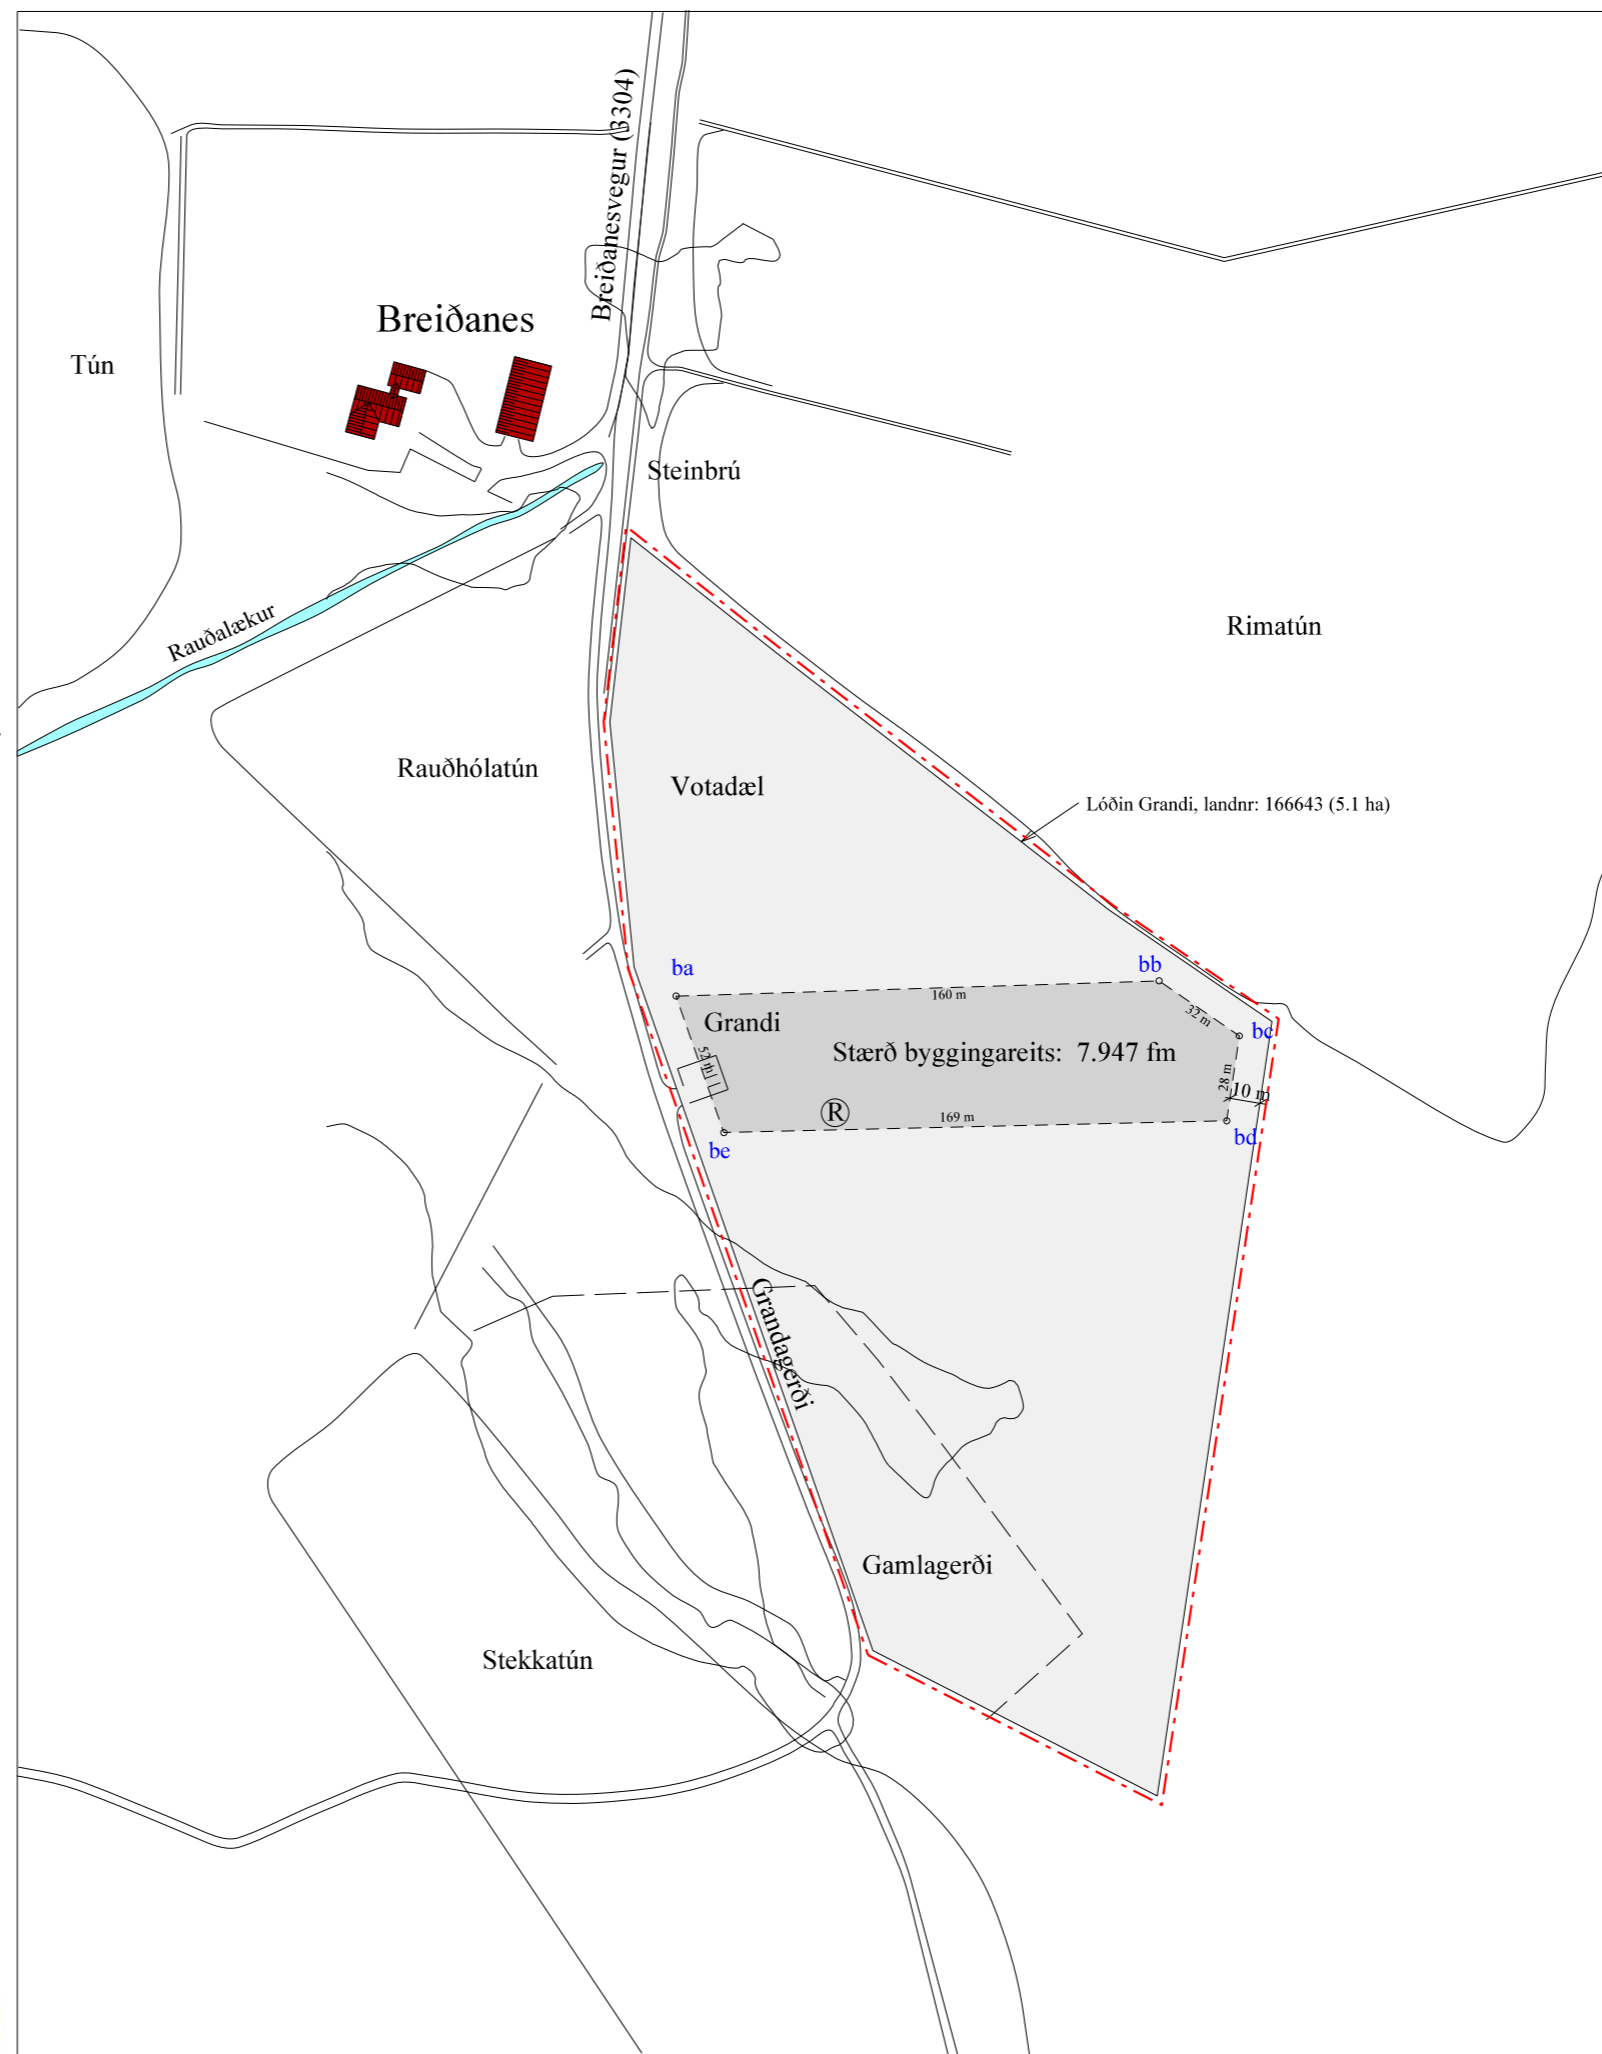 Breiðanesvegur (3304)
Breiðanes
Tún
Steinbrú
Rauðalækur
Rimatún
Rauðhólatún
Votadæl
Lóðin Grandi, landnr: 166643 (5.1 ha)
ba
bb
160 m
32 m
Grandi
bc
Stærð byggingareits: 7.947 fm
52 m
28 m
10 m
R
169 m
be
bd
Grandagerði
Gamlagerði
Stekkatún